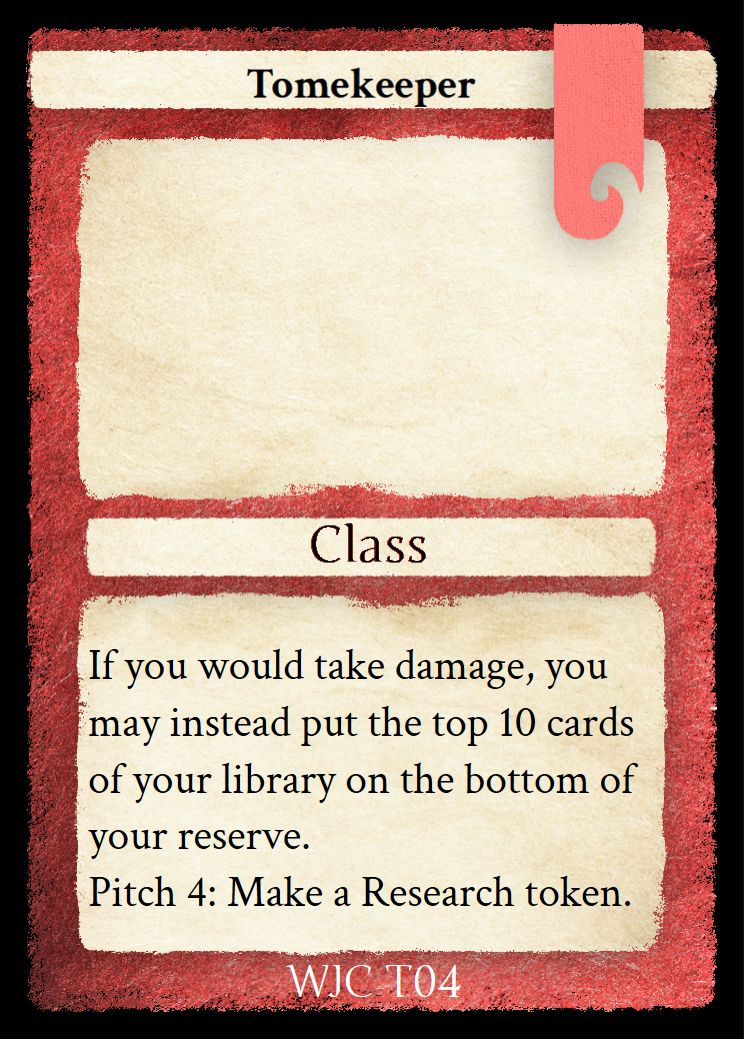 Tomekeeper
Class
If you would take damage, you
may instead put the top 10 cards
of your library on the bottom of
your reserve.
Pitch 4: Make a Research token.
WJC T04